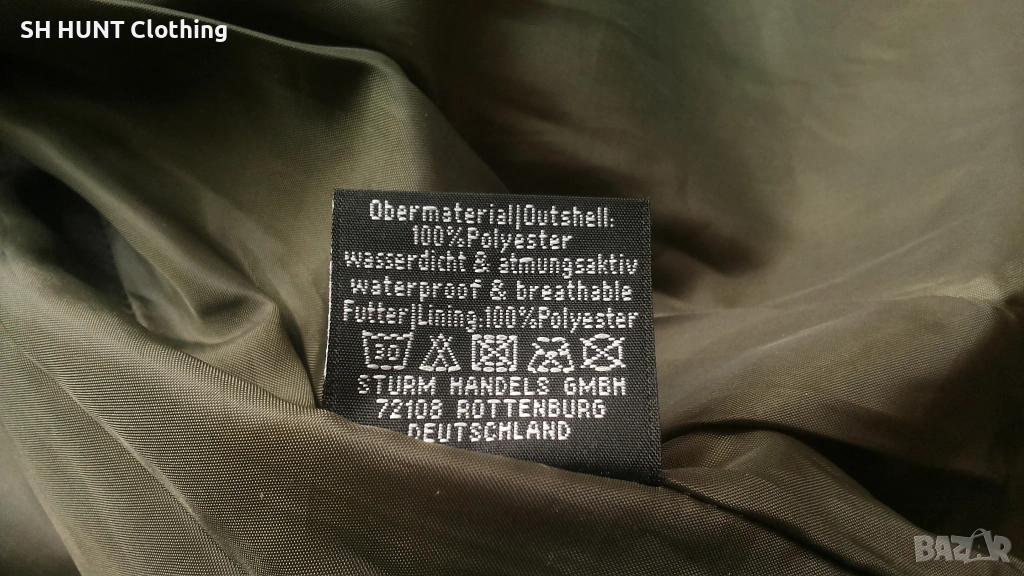 SH HUNT Clothing
Obermaterial|Outshell.
100%Polyester
wasserdicht & atmungsaktiv
waterproof & breathable
Futter|Lining.100%Polyester
30
STURM HANDELS GMBH
72108 ROTTENBURG
DEUTSCHLAND
BAZAR